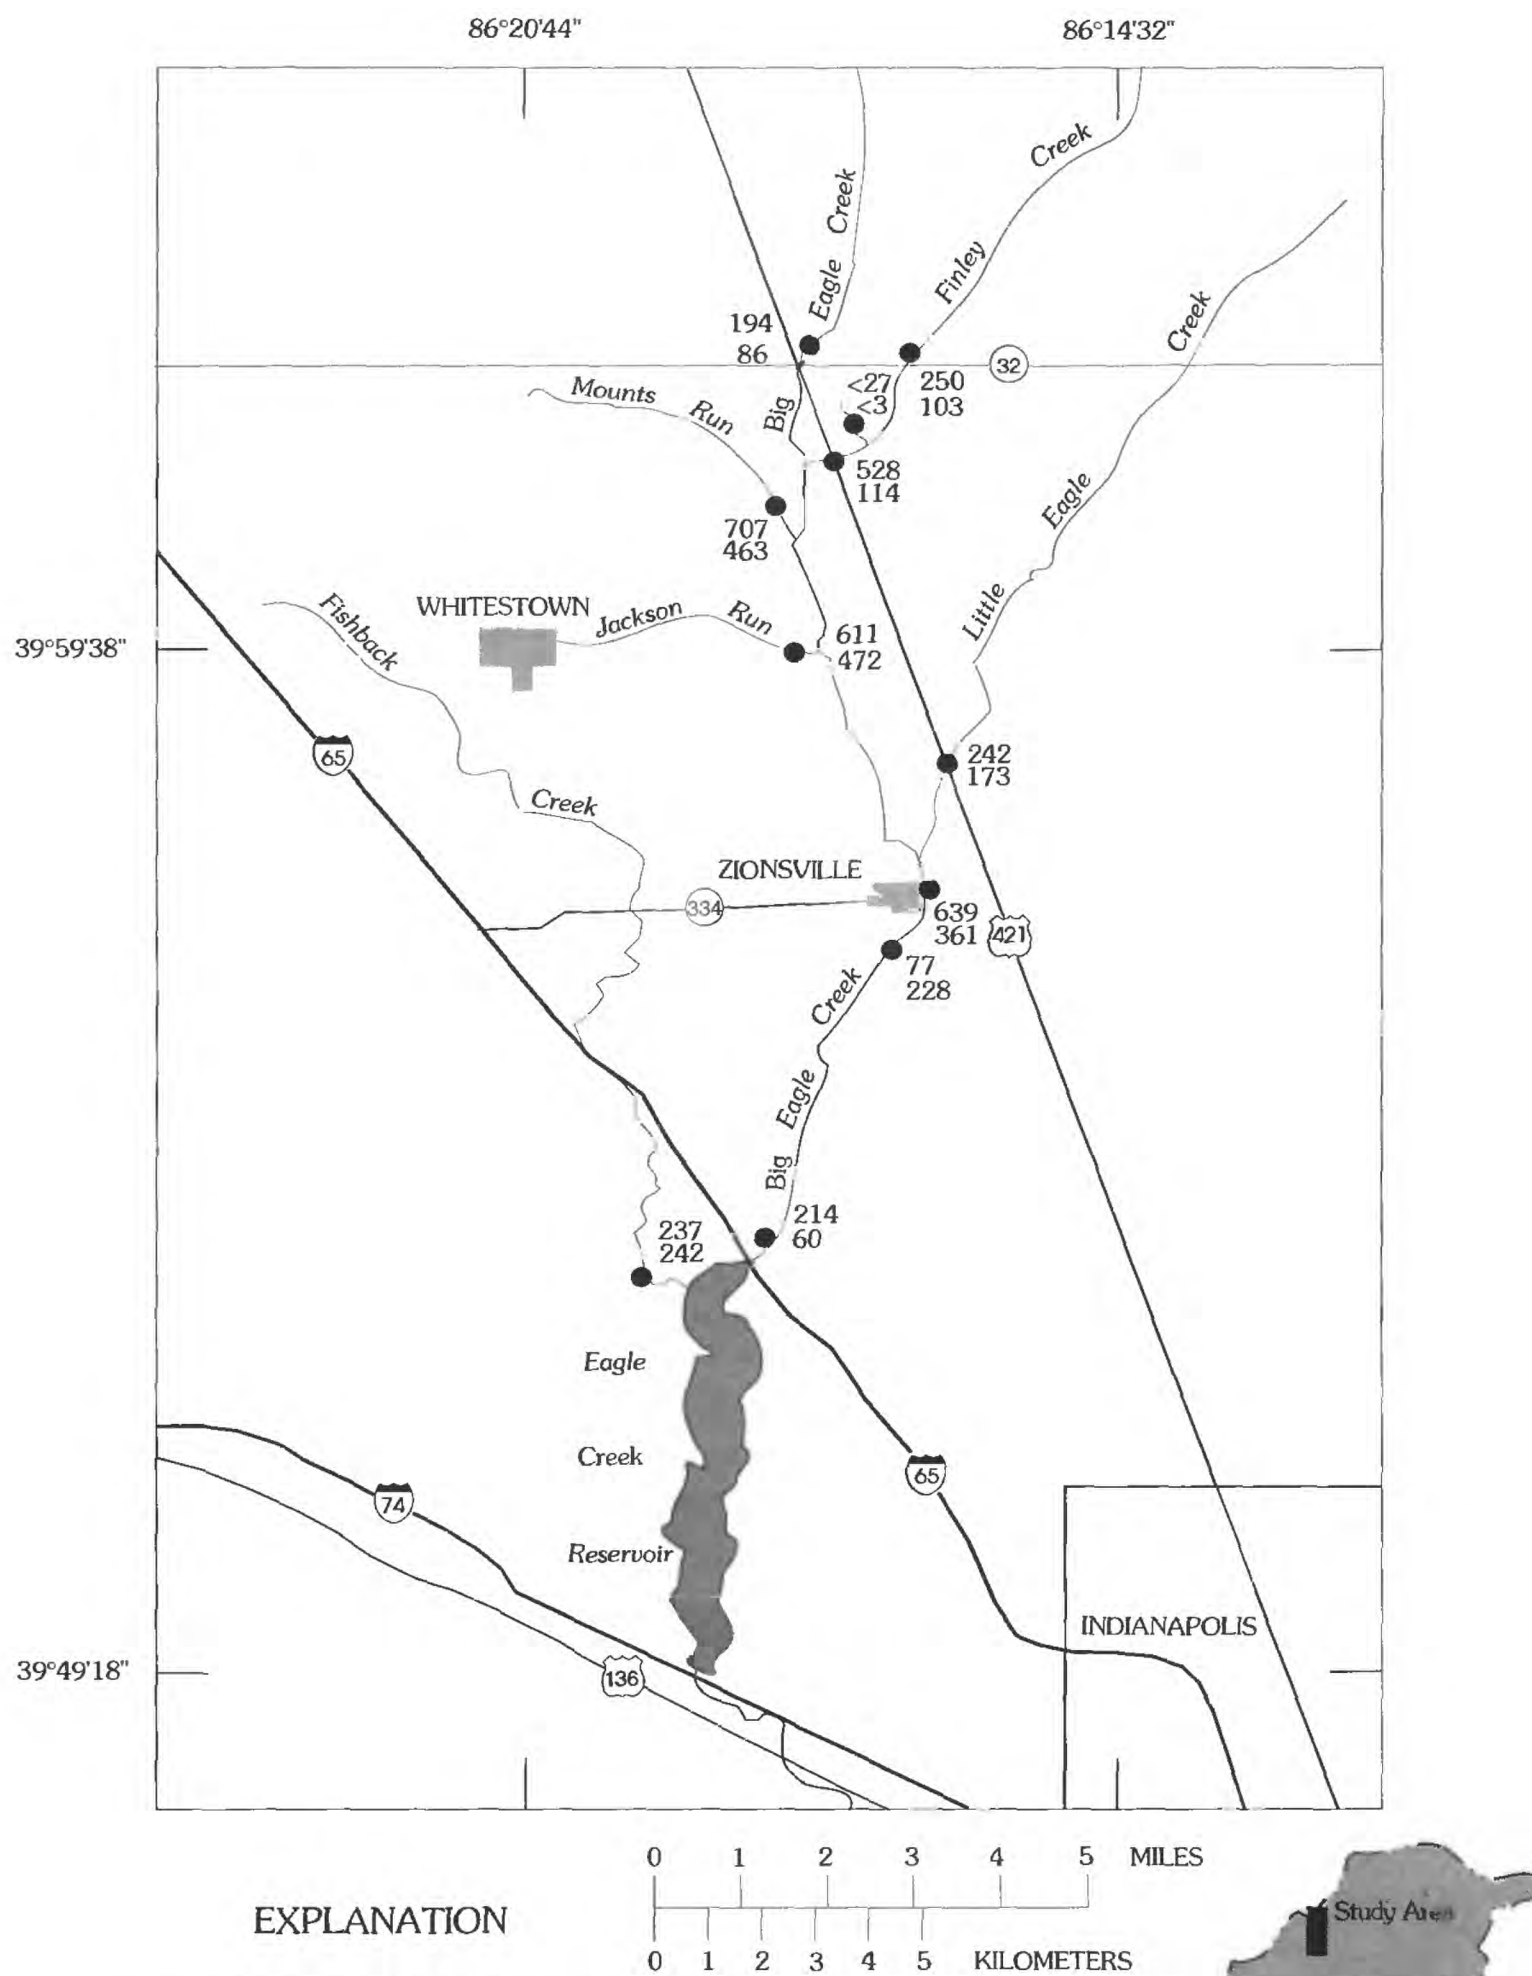 86°20'44"
86°14'32"
Creek
Eagle Creek
Finley
Creek
194
86
32
<27
<3
250
103
Mounts Run
Big
528
114
Eagle
707
463
WHITESTOWN
Jackson Run
Little
Fishback
611
472
39°59'38"
65
242
173
Creek
ZIONSVILLE
334
639
361
421
77
228
Creek
Eagle
Big
214
60
237
242
Eagle
Creek
65
74
Reservoir
INDIANAPOLIS
39°49'18"
136
0 1 2 3 4 5 MILES
EXPLANATION
Study Area
0 1 2 3 4 5 KILOMETERS